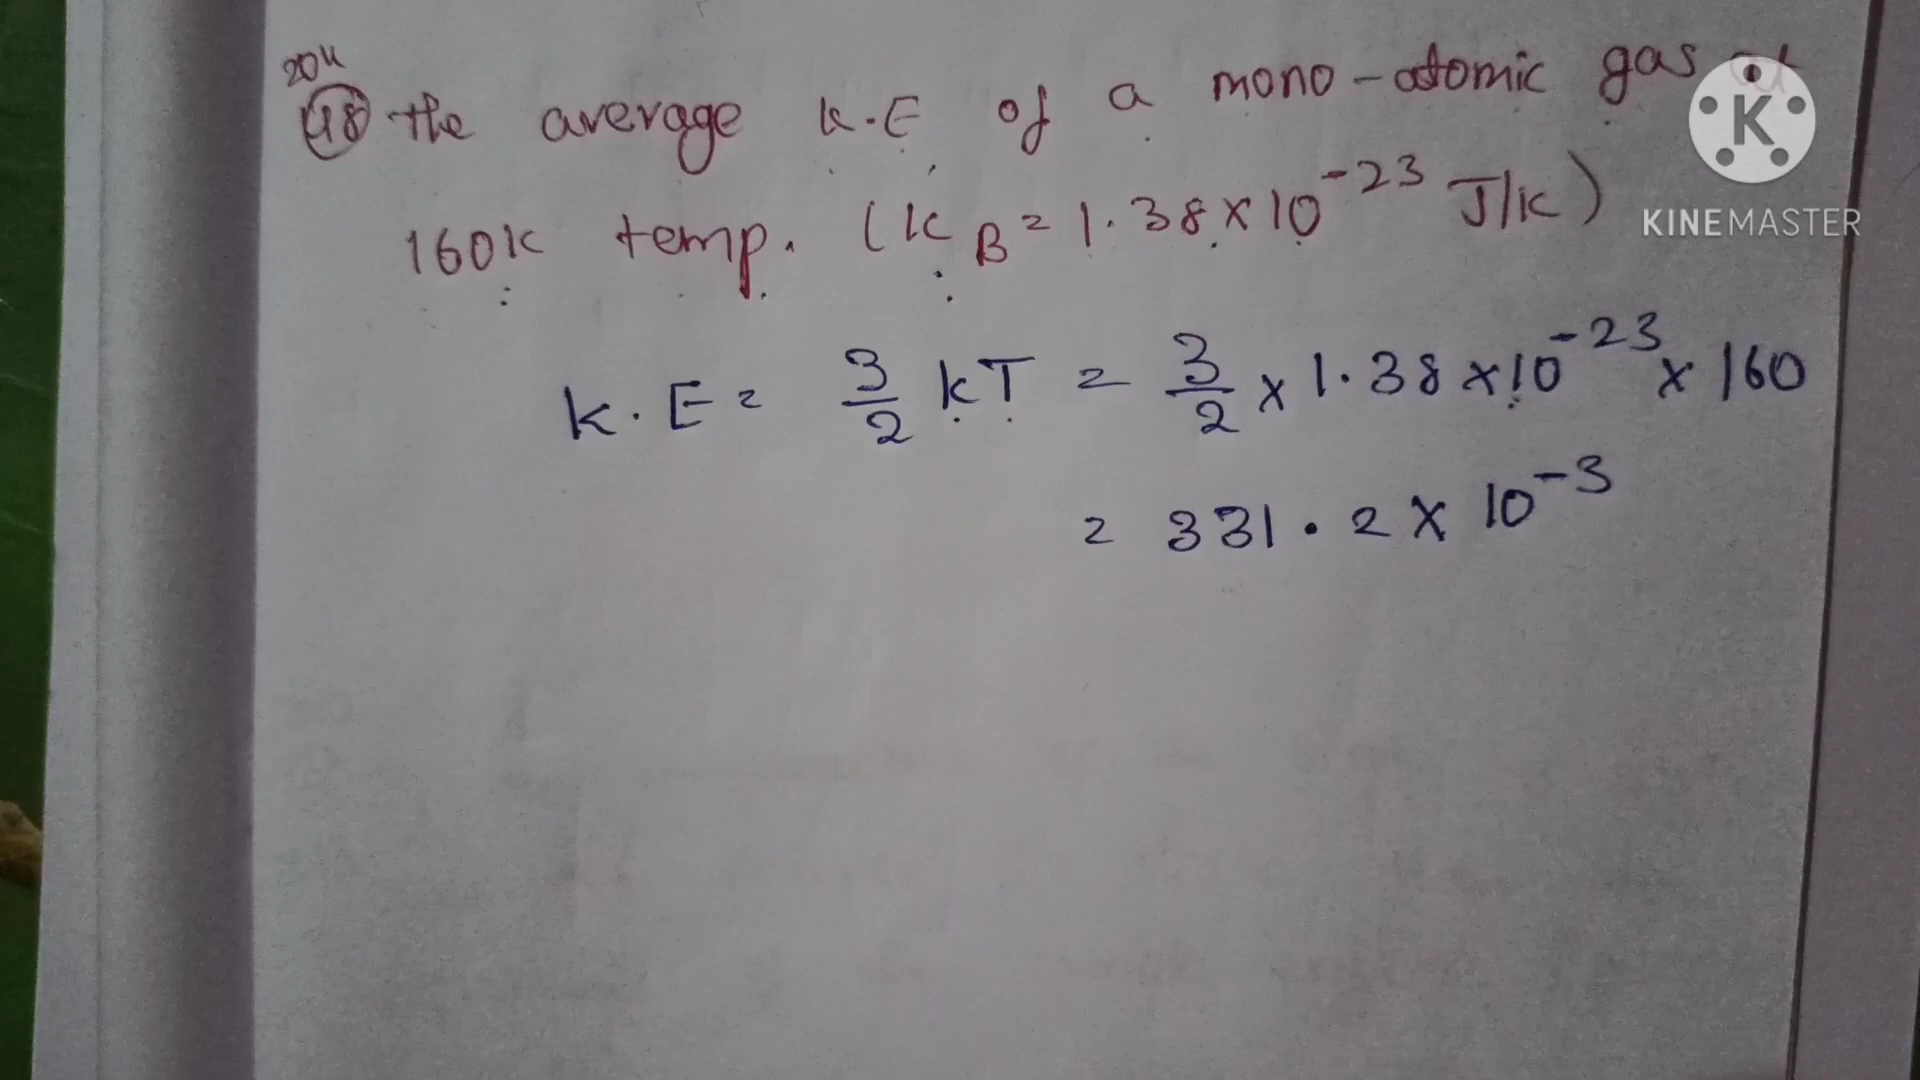 2014
(18) the average k.E of a mono-atomic gas at
160k temp. (K B = 1.38 x 10^-23 J/K)
KINEMASTER
k.E = 3/2 kT = 3/2 x 1.38 x 10^-23 x 160
= 331.2 x 10^-3